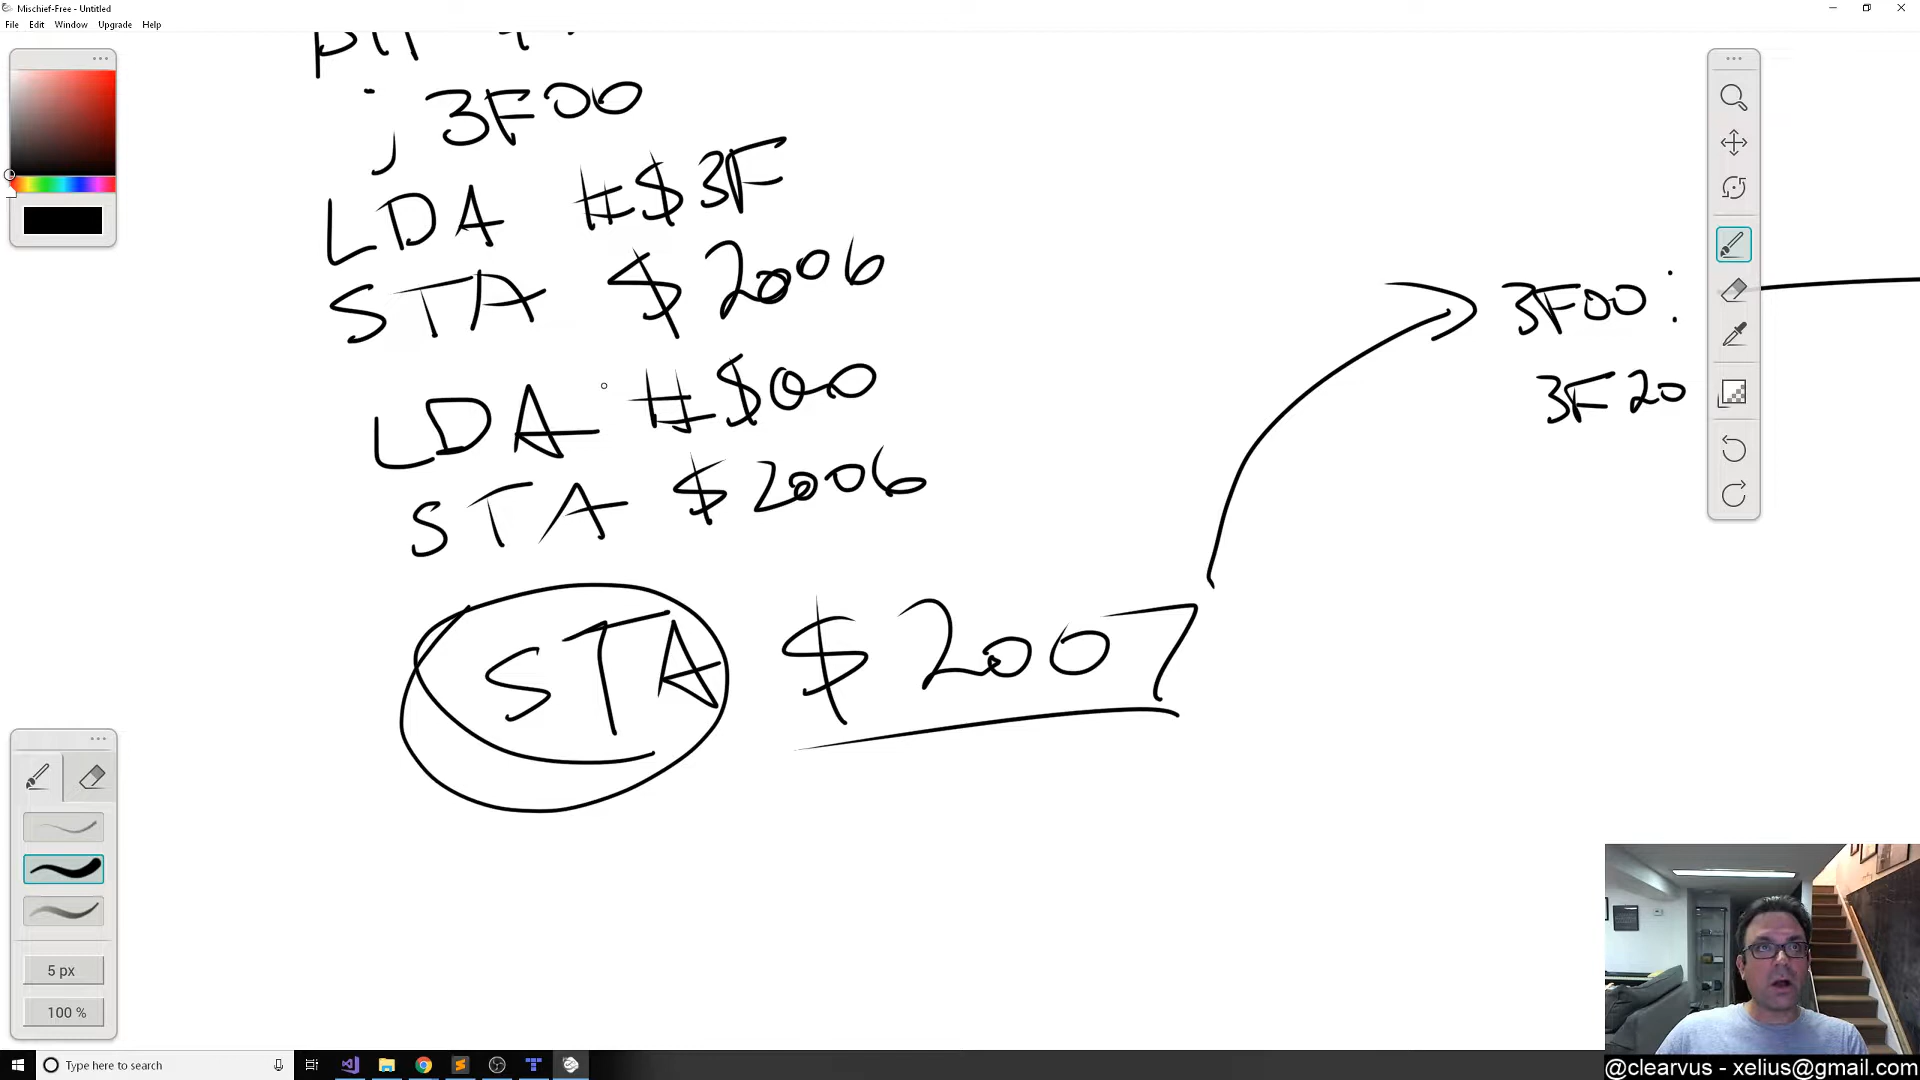 Mischief-Free - Untitled
File Edit Window Upgrade Help
; 3F00
LDA #$3F
STA $2006
LDA #$00
STA $2006
STA $2007
3F00:
3F20
5 px
100 %
Type here to search
@clearvus - xelius@gmail.com